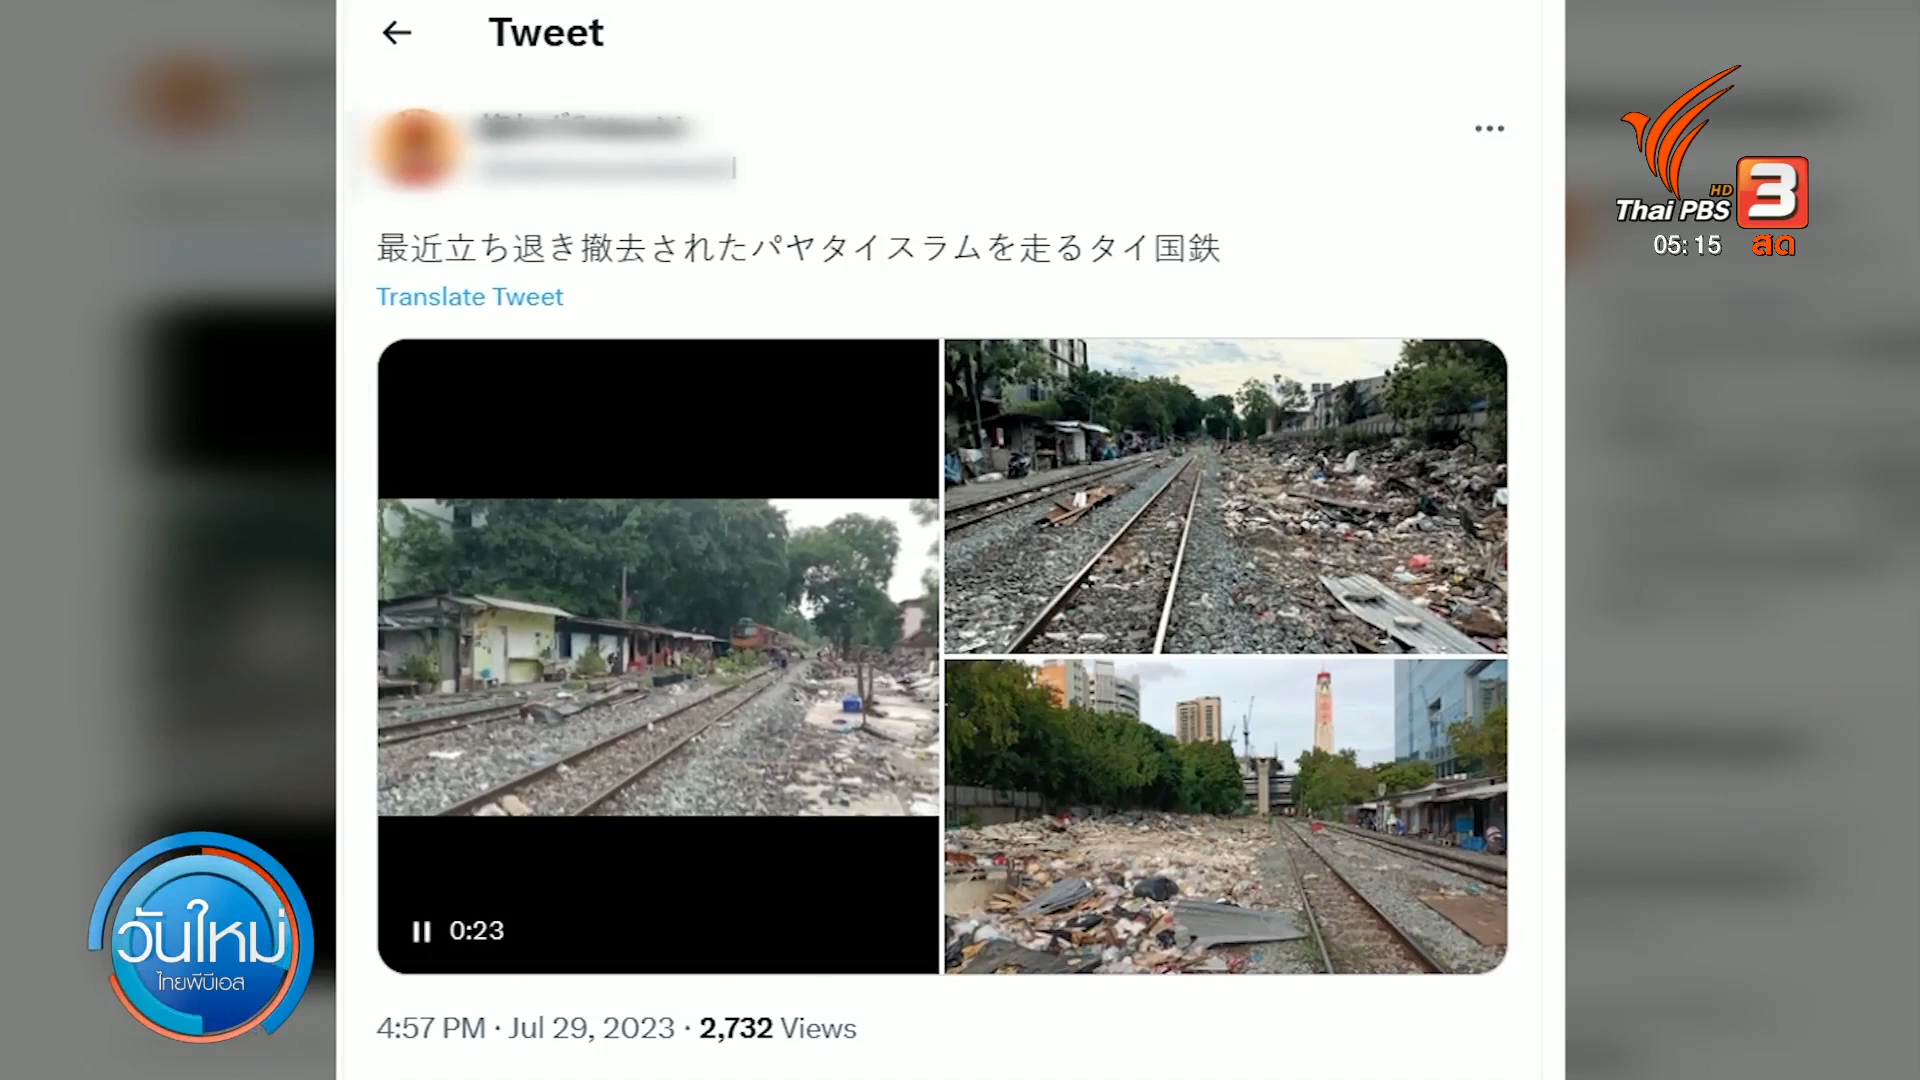 Tweet
最近立ち退き撤去されたパヤタイスラムを走るタイ国鉄
Translate Tweet
0:23
4:57 PM · Jul 29, 2023 · 2,732 Views
HD
Thai PBS 3
05:15 สด
วันใหม่
ไทยพีบีเอส